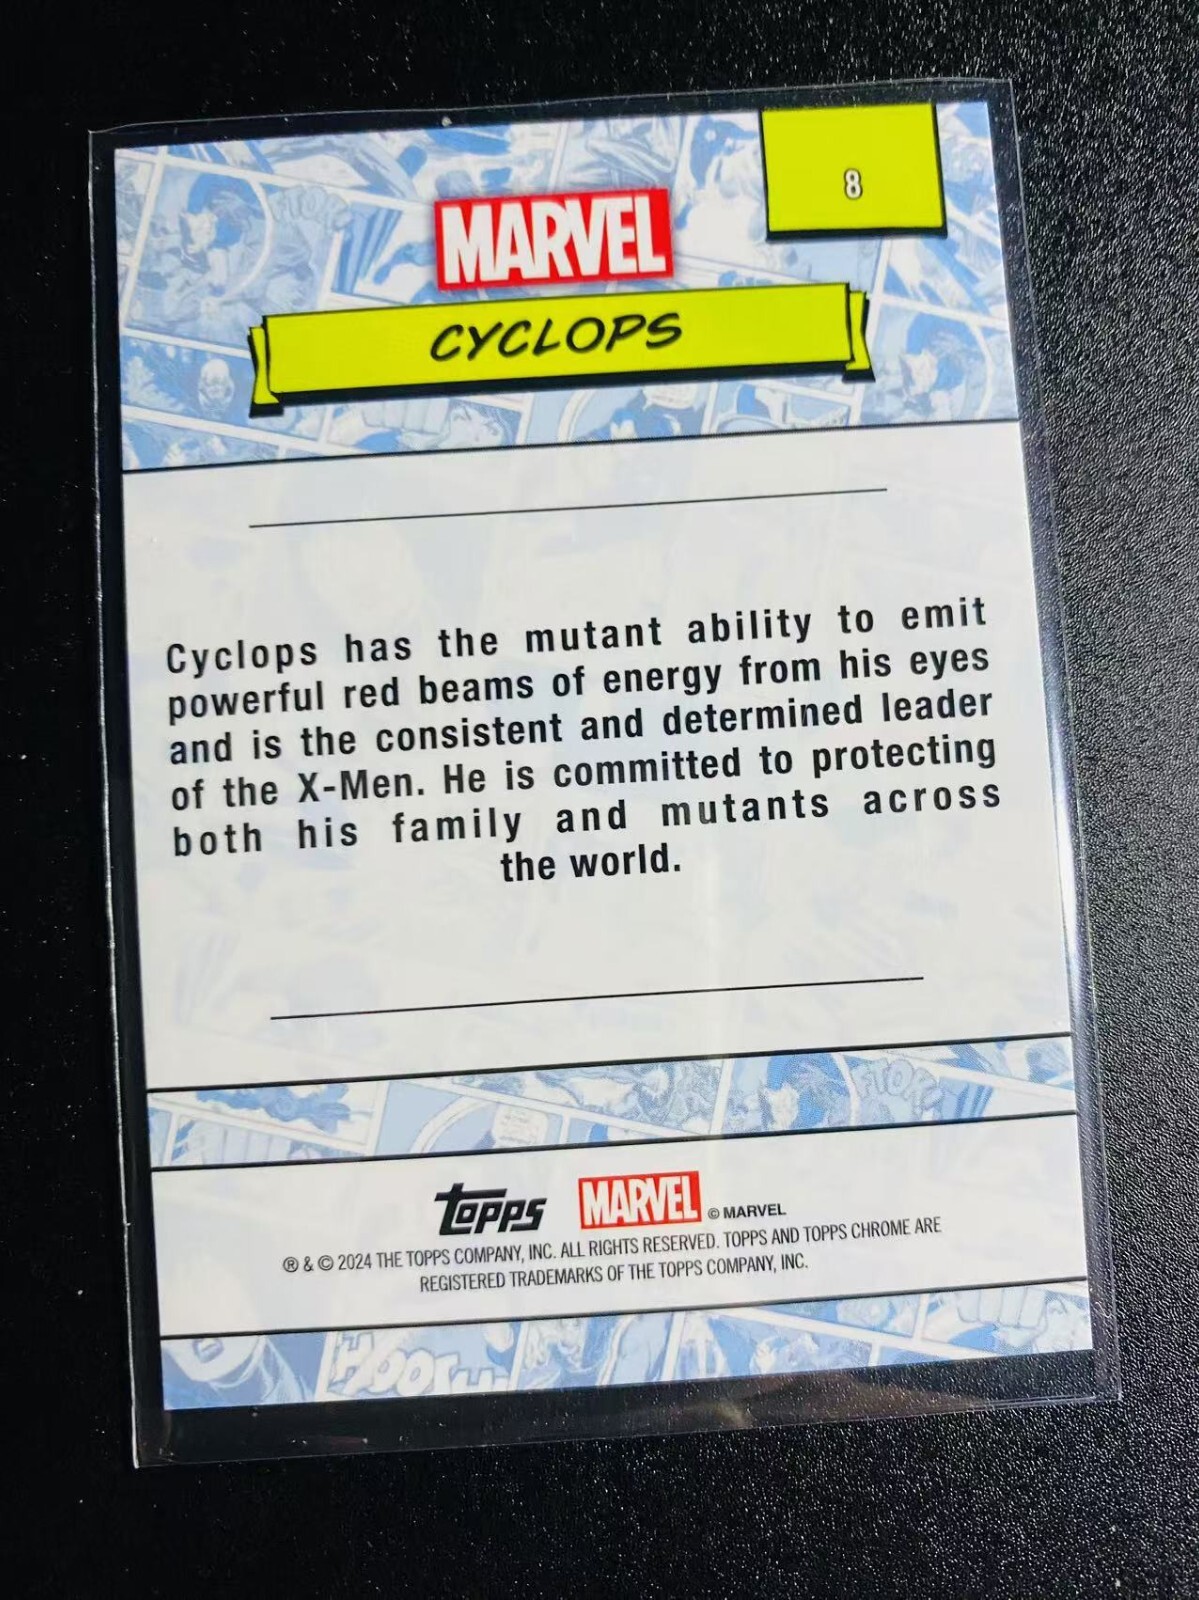 8
MARVEL
CYCLOPS
Cyclops has the mutant ability to emit
powerful red beams of energy from his eyes
and is the consistent and determined leader
of the X-Men. He is committed to protecting
both his family and mutants across
the world.
FTOK!
topps MARVEL © MARVEL
® & © 2024 THE TOPPS COMPANY, INC. ALL RIGHTS RESERVED. TOPPS AND TOPPS CHROME ARE
REGISTERED TRADEMARKS OF THE TOPPS COMPANY, INC.